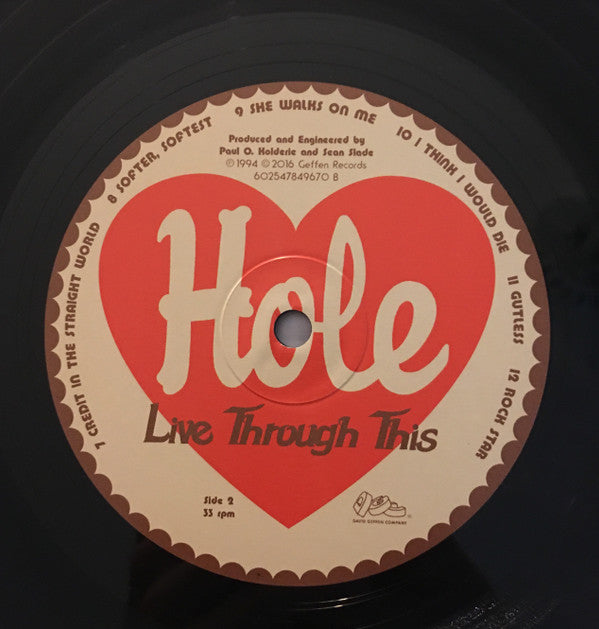 7 CREDIT IN THE STRAIGHT WORLD
8 SOFTER, SOFTEST
9 SHE WALKS ON ME
10 I THINK I WOULD DIE
11 GUTLESS
12 ROCK STAR
Produced and Engineered by
Paul Q. Kolderie and Sean Slade
℗ 1994 © 2016 Geffen Records
602547849670 B
Hole
Live Through This
Side 2
33 rpm
DAVID GEFFEN COMPANY